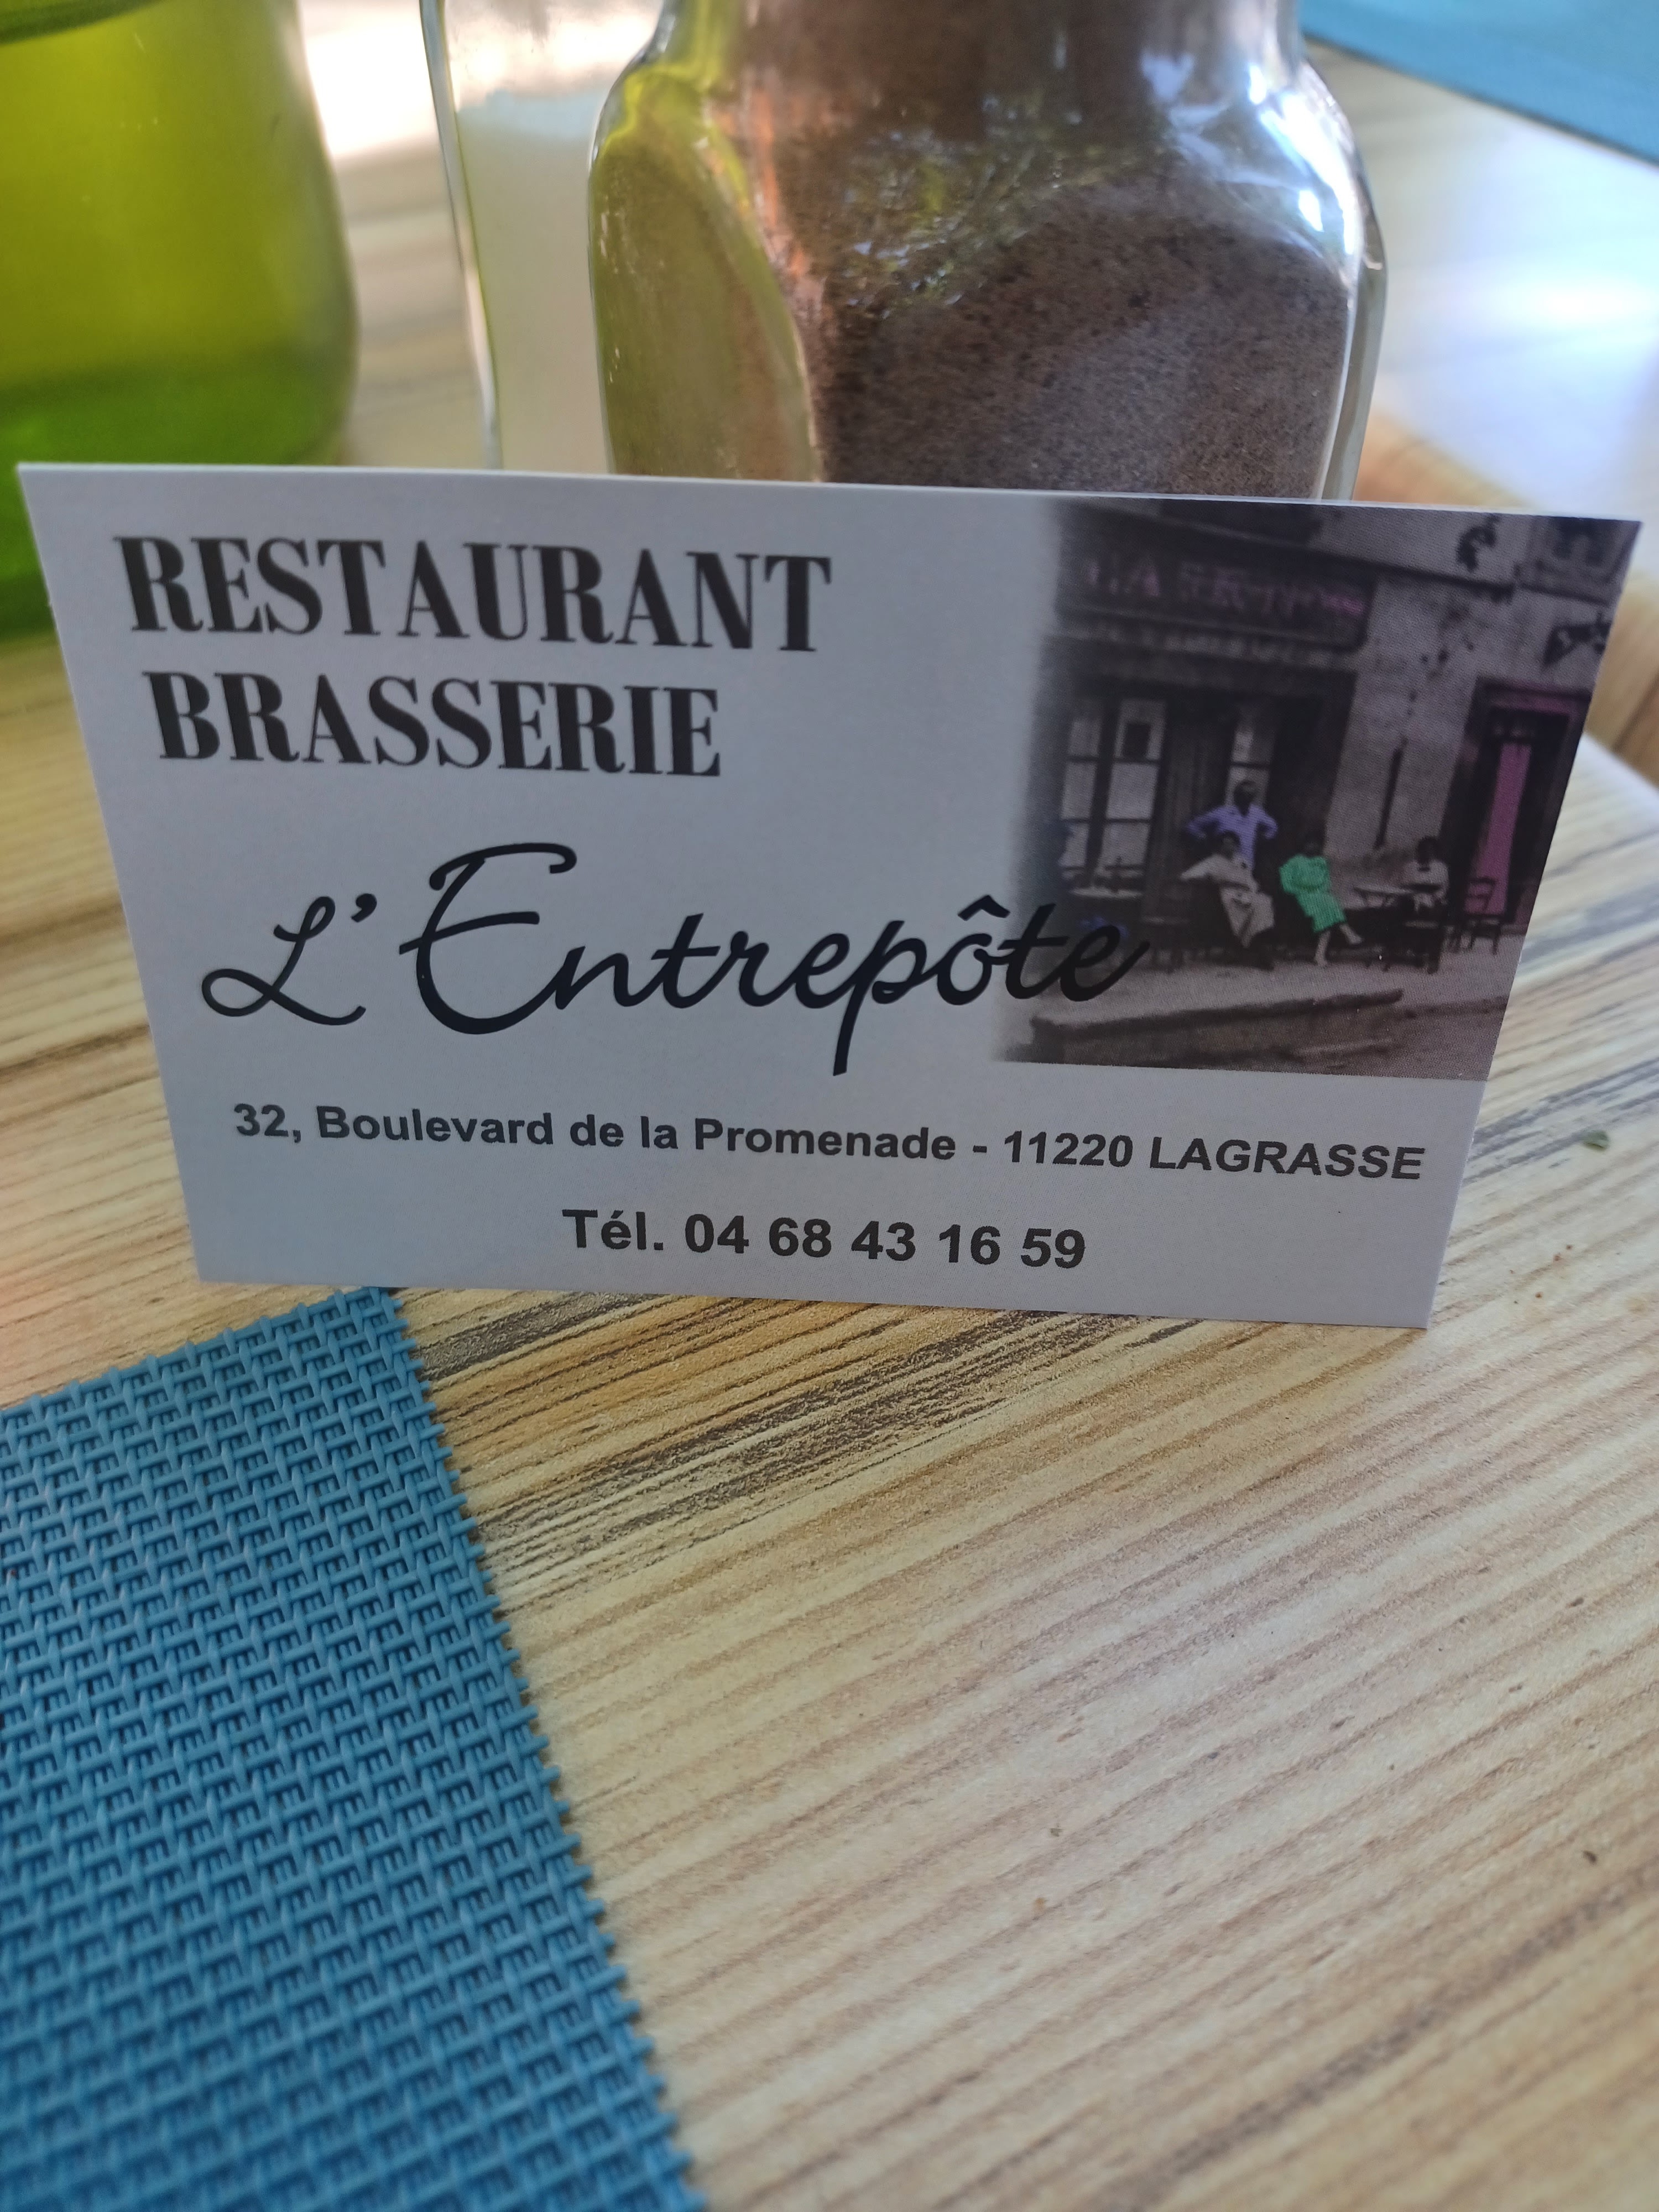 RESTAURANT
BRASSERIE
L'Entrepôte
32, Boulevard de la Promenade - 11220 LAGRASSE
Tél. 04 68 43 16 59